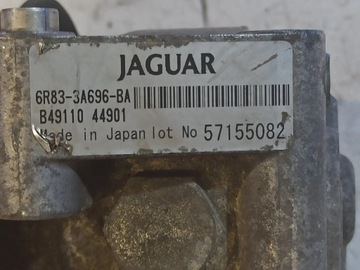 JAGUAR
6R83-3A696-BA
B49110 44901
Made in Japan lot No 57155082